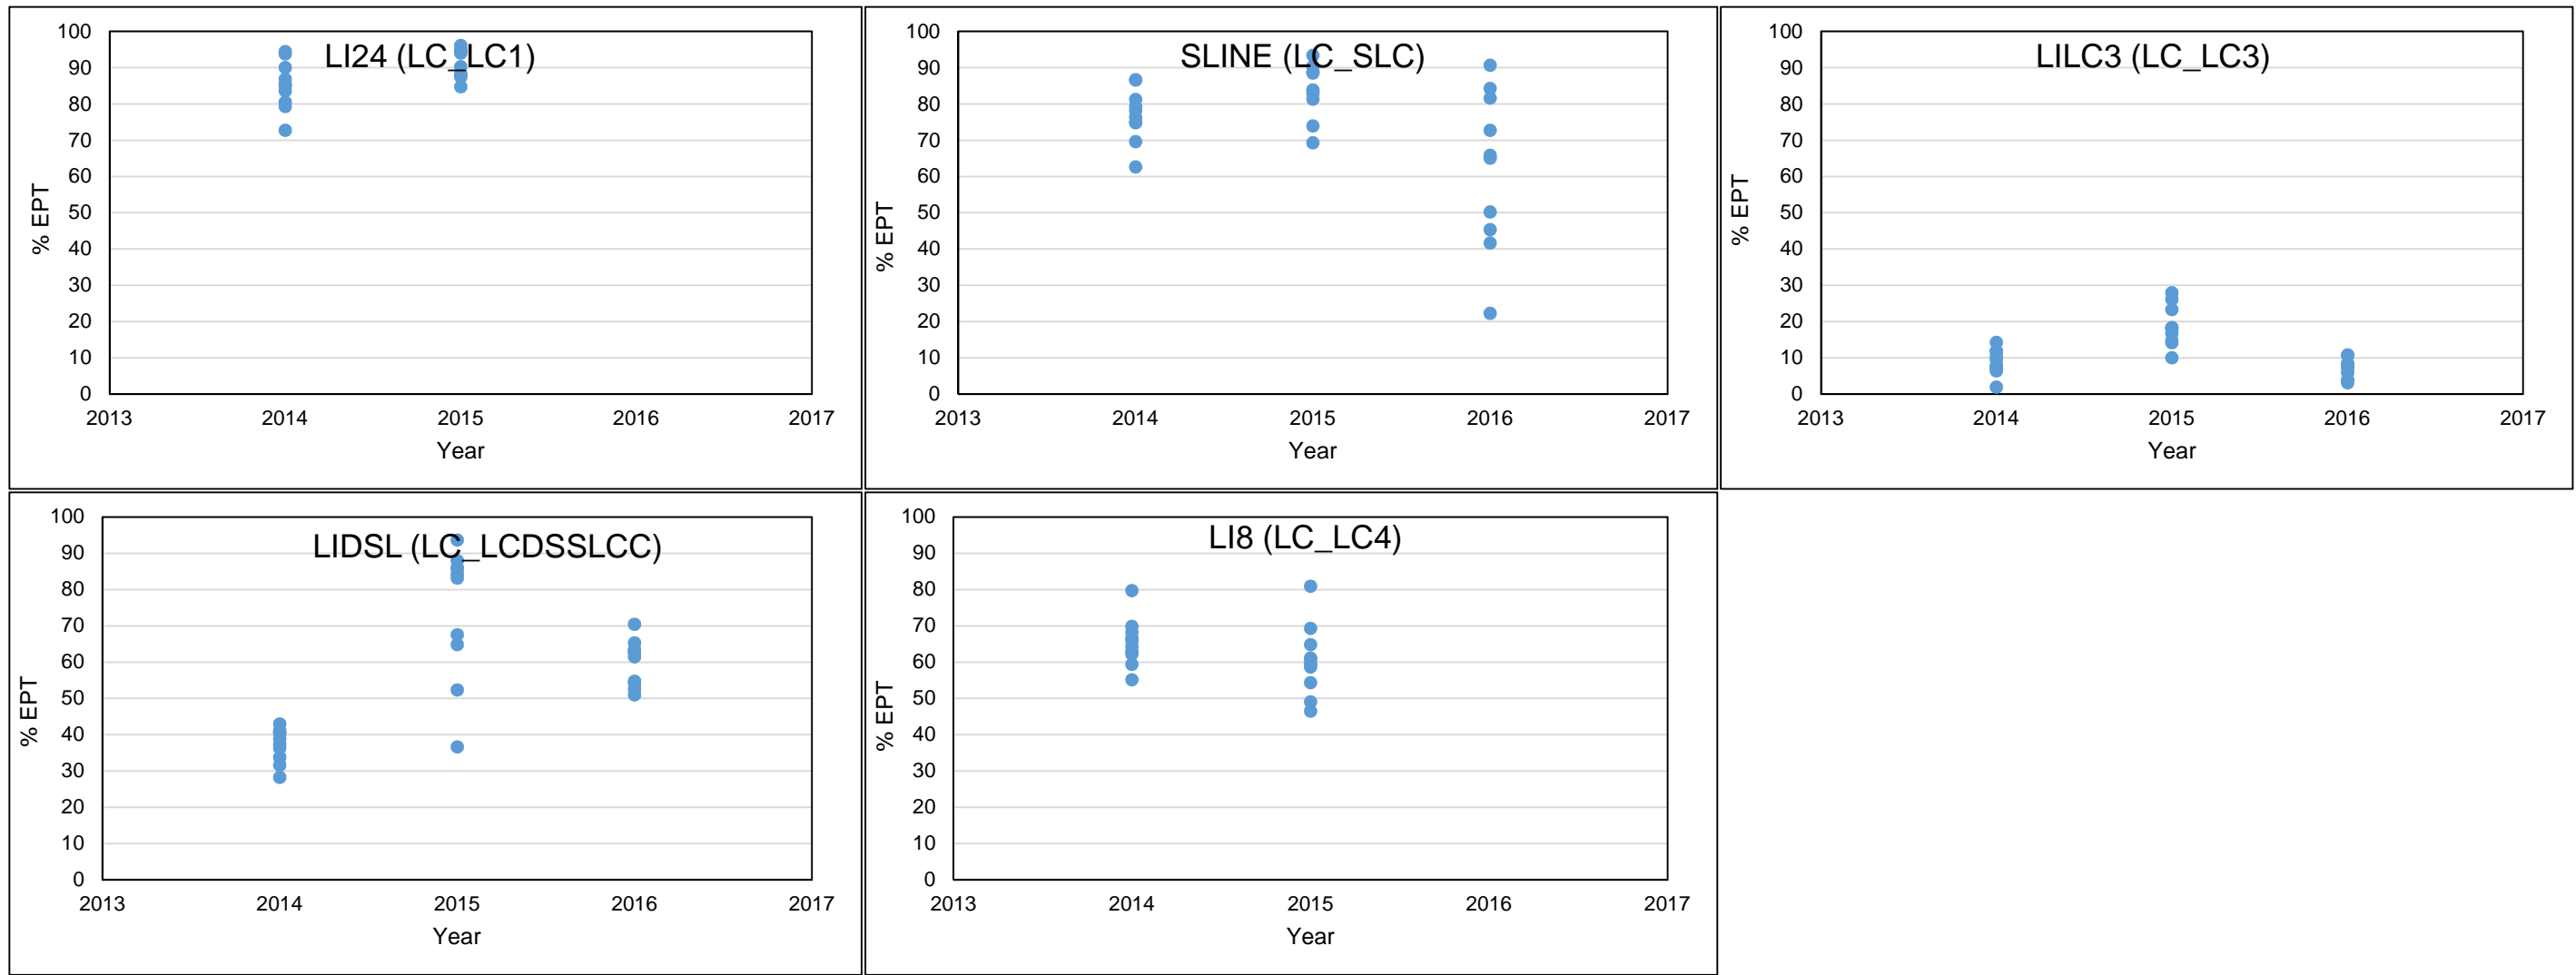 LI24 (LC_LC1)
100
90
80
70
60
50
40
30
20
10
0
% EPT
2013 2014 2015 2016 2017
Year
SLINE (LC_SLC)
100
90
80
70
60
50
40
30
20
10
0
% EPT
2013 2014 2015 2016 2017
Year
LILC3 (LC_LC3)
100
90
80
70
60
50
40
30
20
10
0
% EPT
2013 2014 2015 2016 2017
Year
LIDSL (LC_LCDSSLCC)
100
90
80
70
60
50
40
30
20
10
0
% EPT
2013 2014 2015 2016 2017
Year
LI8 (LC_LC4)
100
90
80
70
60
50
40
30
20
10
0
% EPT
2013 2014 2015 2016 2017
Year